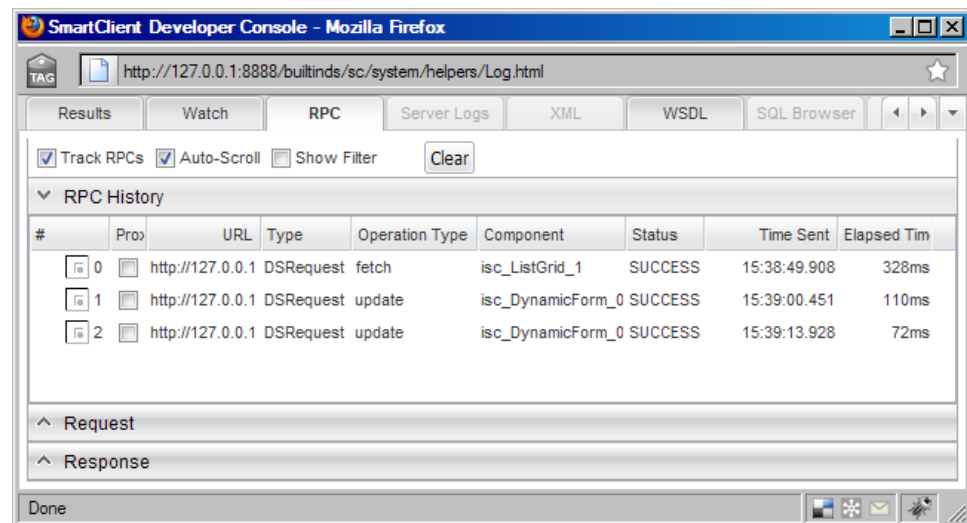 SmartClient Developer Console - Mozilla Firefox
TAG http://127.0.0.1:8888/builtinds/sc/system/helpers/Log.html
Results Watch RPC Server Logs XML WSDL SQL Browser
Track RPCs Auto-Scroll Show Filter Clear
RPC History
# Prox URL Type Operation Type Component Status Time Sent Elapsed Tim
0 http://127.0.0.1 DSRequest fetch isc_ListGrid_1 SUCCESS 15:38:49.908 328ms
1 http://127.0.0.1 DSRequest update isc_DynamicForm_0 SUCCESS 15:39:00.451 110ms
2 http://127.0.0.1 DSRequest update isc_DynamicForm_0 SUCCESS 15:39:13.928 72ms
Request
Response
Done